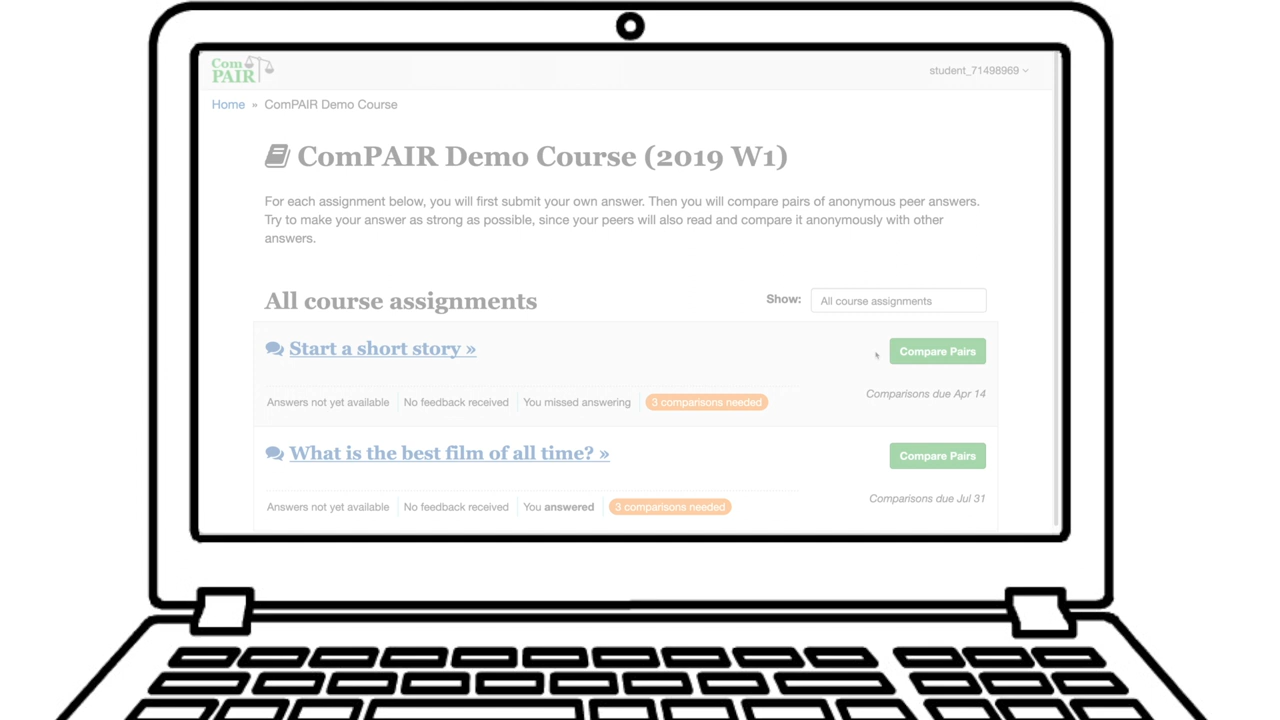 Com
PAIR
student_71498969
Home » ComPAIR Demo Course
ComPAIR Demo Course (2019 W1)
For each assignment below, you will first submit your own answer. Then you will compare pairs of anonymous peer answers.
Try to make your answer as strong as possible, since your peers will also read and compare it anonymously with other
answers.
All course assignments
Show: All course assignments
Start a short story »
Compare Pairs
Comparisons due Apr 14
Answers not yet available No feedback received You missed answering 3 comparisons needed
What is the best film of all time? »
Compare Pairs
Comparisons due Jul 31
Answers not yet available No feedback received You answered 3 comparisons needed